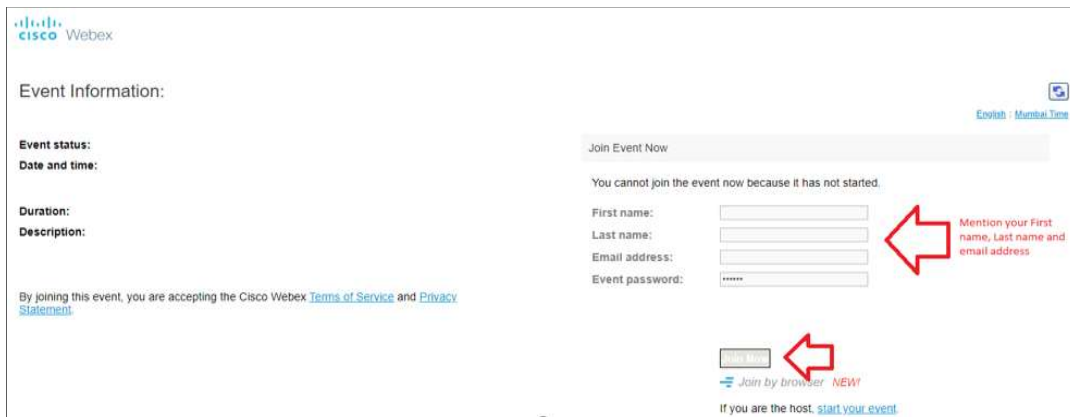 cisco Webex
Event Information:
English : Mumbai Time
Event status:
Date and time:
Duration:
Description:
By joining this event, you are accepting the Cisco Webex Terms of Service and Privacy
Statement.
Join Event Now
You cannot join the event now because it has not started.
First name:
Last name:
Email address:
Event password:
••••••
Mention your First
name, Last name and
email address
Join Now
Join by browser NEW!
If you are the host, start your event.